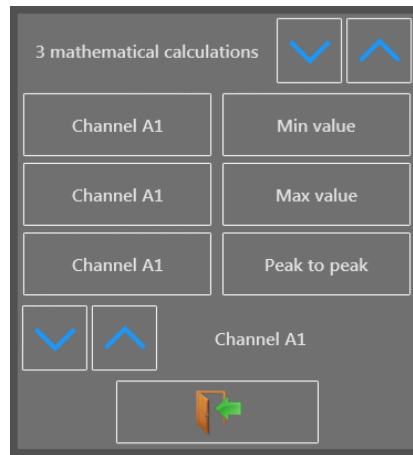 3 mathematical calculations
Channel A1 Min value
Channel A1 Max value
Channel A1 Peak to peak
Channel A1